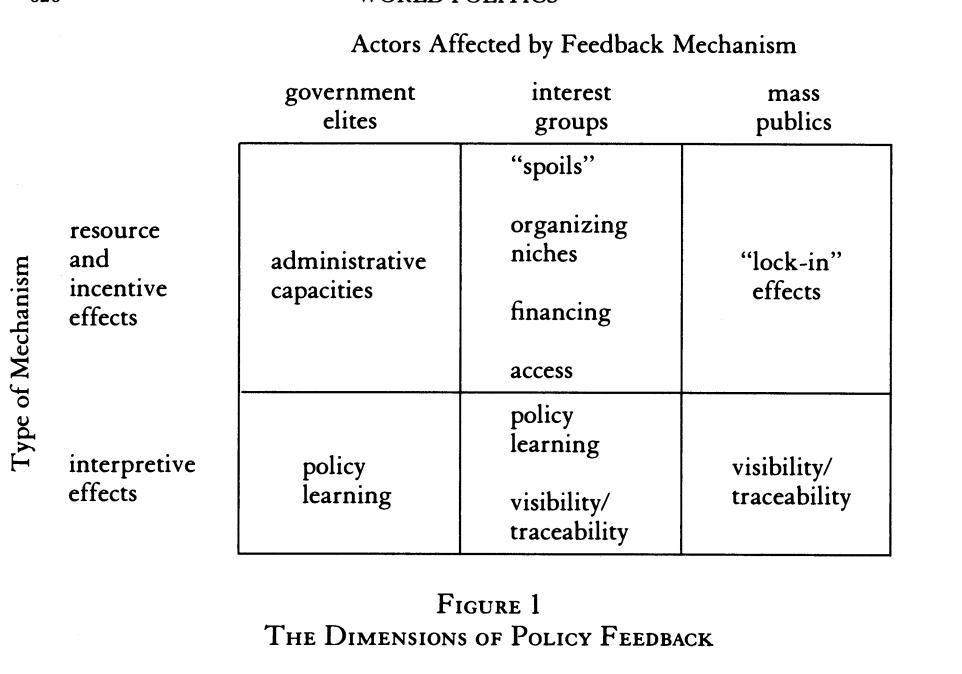 Actors Affected by Feedback Mechanism
government
elites
interest
groups
mass
publics
Type of Mechanism
resource
and
incentive
effects
administrative
capacities
“spoils”
organizing
niches
financing
access
“lock-in”
effects
interpretive
effects
policy
learning
policy
learning
visibility/
traceability
visibility/
traceability
FIGURE 1
THE DIMENSIONS OF POLICY FEEDBACK